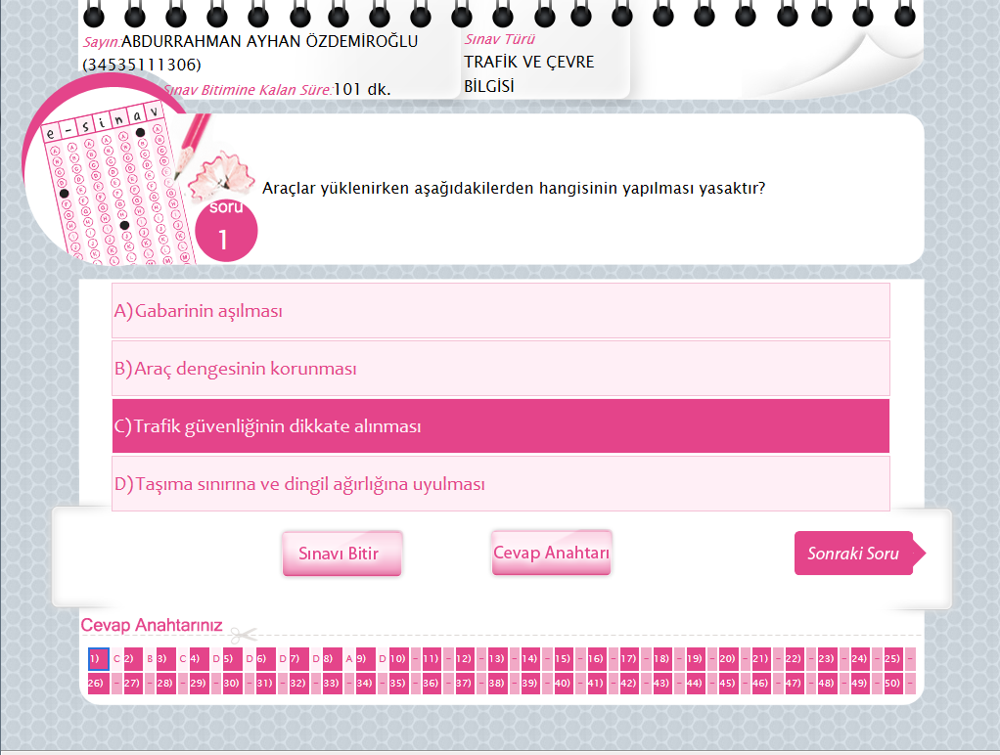 Sayın:ABDURRAHMAN AYHAN ÖZDEMİROĞLU
(34535111306)
Sınav Bitimine Kalan Süre:101 dk.
Sınav Türü
TRAFİK VE ÇEVRE
BİLGİSİ
e-sinav
Araçlar yüklenirken aşağıdakilerden hangisinin yapılması yasaktır?
soru
1
A)Gabarinin aşılması
B)Araç dengesinin korunması
C)Trafik güvenliğinin dikkate alınması
D)Taşıma sınırına ve dingil ağırlığına uyulması
Sınavı Bitir
Cevap Anahtarı
Sonraki Soru
Cevap Anahtarınız
1) C 2) B 3) C 4) D 5) D 6) D 7) D 8) A 9) D 10) - 11) - 12) - 13) - 14) - 15) - 16) - 17) - 18) - 19) - 20) - 21) - 22) - 23) - 24) - 25) -
26) - 27) - 28) - 29) - 30) - 31) - 32) - 33) - 34) - 35) - 36) - 37) - 38) - 39) - 40) - 41) - 42) - 43) - 44) - 45) - 46) - 47) - 48) - 49) - 50) -